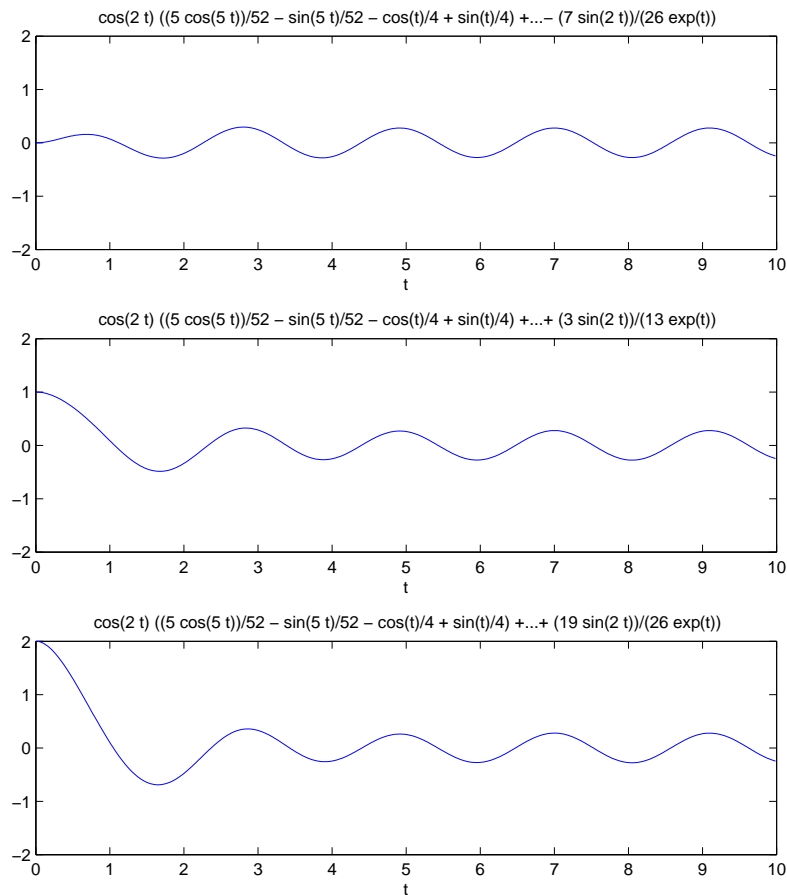 cos(2 t) ((5 cos(5 t))/52 − sin(5 t)/52 − cos(t)/4 + sin(t)/4) +...− (7 sin(2 t))/(26 exp(t))
2
1
0
−1
−2
0 1 2 3 4 5 6 7 8 9 10
t
cos(2 t) ((5 cos(5 t))/52 − sin(5 t)/52 − cos(t)/4 + sin(t)/4) +...+ (3 sin(2 t))/(13 exp(t))
2
1
0
−1
−2
0 1 2 3 4 5 6 7 8 9 10
t
cos(2 t) ((5 cos(5 t))/52 − sin(5 t)/52 − cos(t)/4 + sin(t)/4) +...+ (19 sin(2 t))/(26 exp(t))
2
1
0
−1
−2
0 1 2 3 4 5 6 7 8 9 10
t